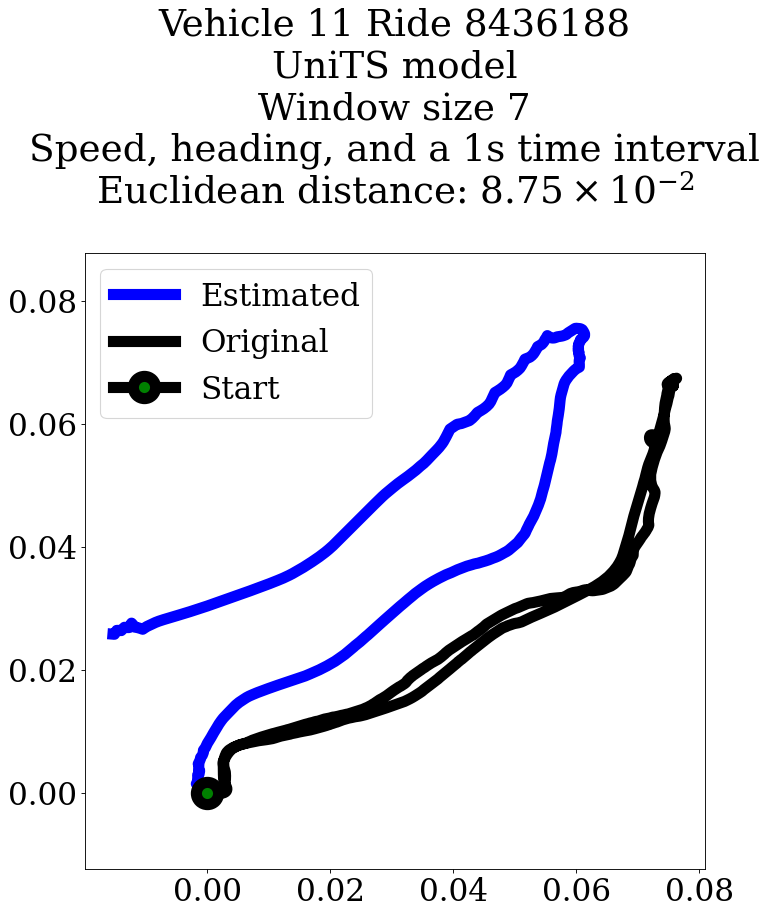 Vehicle 11 Ride 8436188
UniTS model
Window size 7
Speed, heading, and a 1s time interval
Euclidean distance: 8.75 × 10⁻²
Estimated
Original
Start
0.08
0.06
0.04
0.02
0.00
0.00 0.02 0.04 0.06 0.08